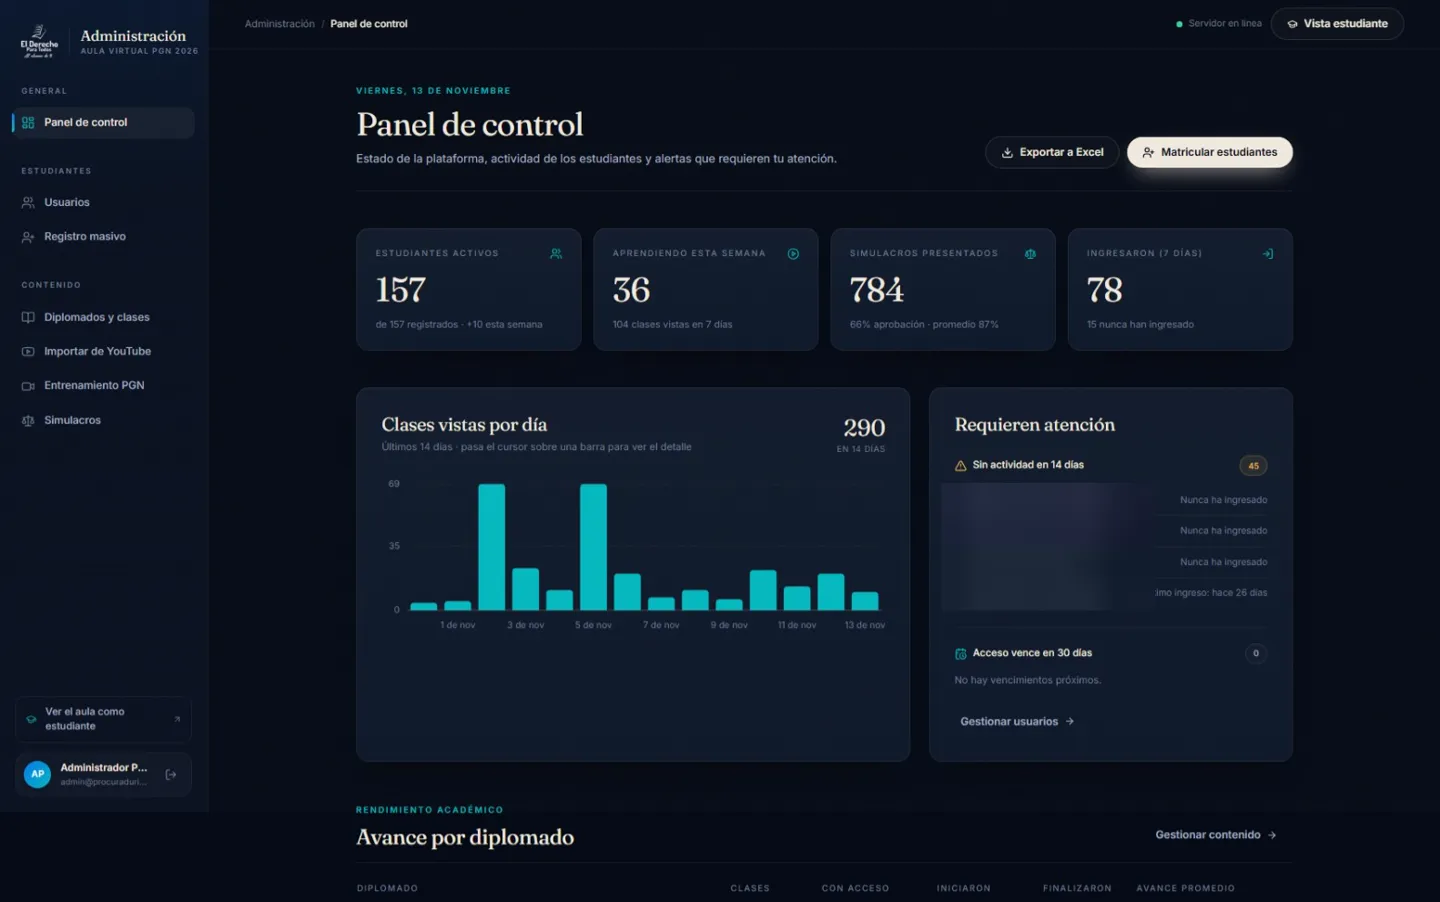 El Derecho
Para Todos
Administración
AULA VIRTUAL PGN 2026
GENERAL
Panel de control
ESTUDIANTES
Usuarios
Registro masivo
CONTENIDO
Diplomados y clases
Importar de YouTube
Entrenamiento PGN
Simulacros
Ver el aula como
estudiante
AP
Administrador P...
admin@procuraduri...
Administración / Panel de control
Servidor en línea
Vista estudiante
VIERNES, 13 DE NOVIEMBRE
Panel de control
Estado de la plataforma, actividad de los estudiantes y alertas que requieren tu atención.
Exportar a Excel
Matricular estudiantes
ESTUDIANTES ACTIVOS
157
de 157 registrados · +10 esta semana
APRENDIENDO ESTA SEMANA
36
104 clases vistas en 7 días
SIMULACROS PRESENTADOS
784
66% aprobación · promedio 87%
INGRESARON (7 DÍAS)
78
15 nunca han ingresado
Clases vistas por día
Últimos 14 días · pasa el cursor sobre una barra para ver el detalle
290
EN 14 DÍAS
69
35
0
1 de nov
3 de nov
5 de nov
7 de nov
9 de nov
11 de nov
13 de nov
Requieren atención
Sin actividad en 14 días
45
Nunca ha ingresado
Nunca ha ingresado
Nunca ha ingresado
imo ingreso: hace 26 días
Acceso vence en 30 días
0
No hay vencimientos próximos.
Gestionar usuarios →
RENDIMIENTO ACADÉMICO
Avance por diplomado
Gestionar contenido →
DIPLOMADO
CLASES
CON ACCESO
INICIARON
FINALIZARON
AVANCE PROMEDIO